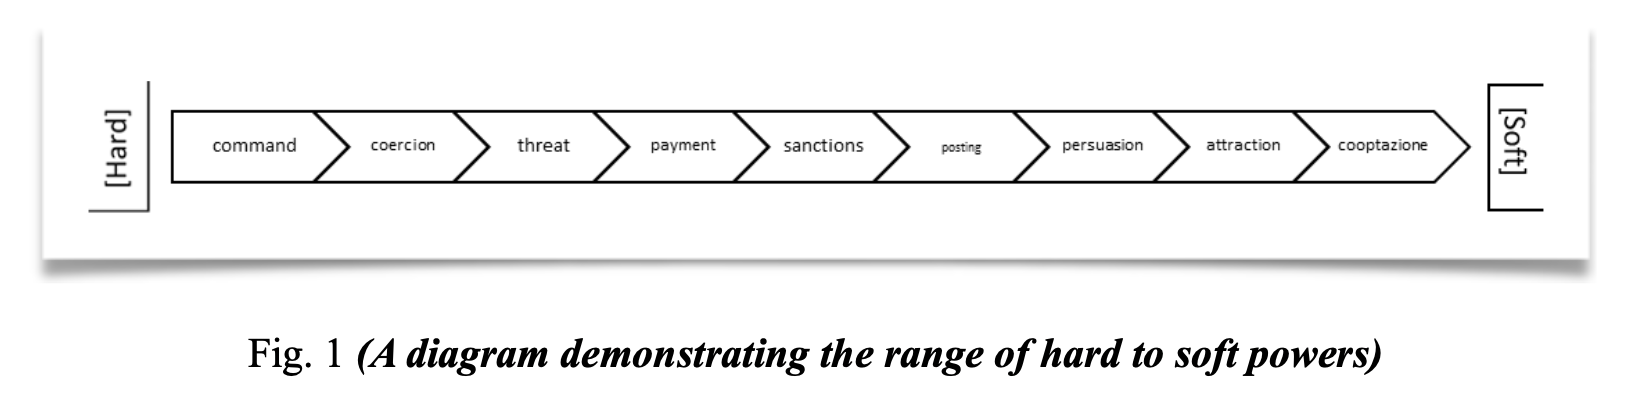 [Hard]
command
coercion
threat
payment
sanctions
posting
persuasion
attraction
cooptazione
[Soft]
Fig. 1 (A diagram demonstrating the range of hard to soft powers)